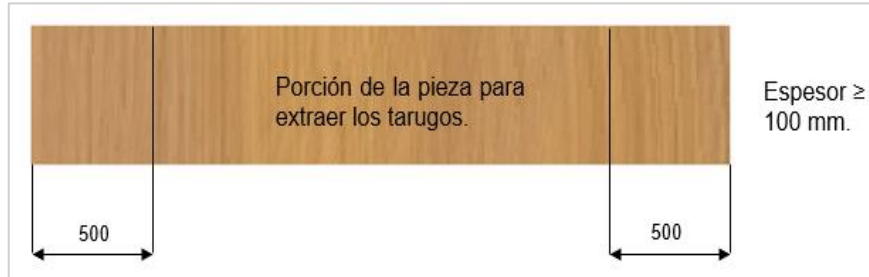 Porción de la pieza para
extraer los tarugos.
Espesor ≥
100 mm.
500
500